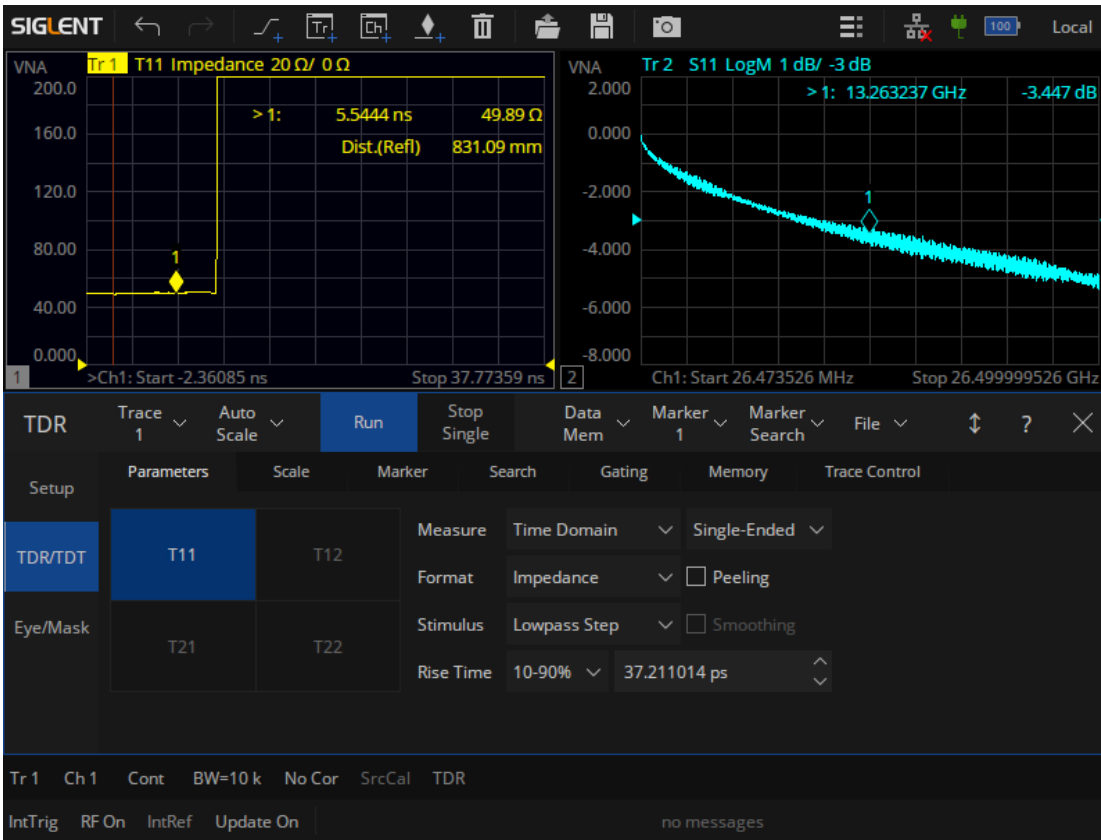 SIGLENT Tr Ch 100 Local
VNA Tr 1 T11 Impedance 20 Ω/ 0 Ω
200.0
160.0
120.0
80.00
40.00
0.000
> 1: 5.5444 ns 49.89 Ω
Dist.(Refl) 831.09 mm
1
1 >Ch1: Start -2.36085 ns Stop 37.77359 ns
VNA Tr 2 S11 LogM 1 dB/ -3 dB
2.000
0.000
-2.000
-4.000
-6.000
-8.000
> 1: 13.263237 GHz -3.447 dB
1
2 Ch1: Start 26.473526 MHz Stop 26.499999526 GHz
TDR Trace 1 Auto Scale Run Stop Single Data Mem Marker 1 Marker Search File ?
Setup
TDR/TDT
Eye/Mask
Parameters Scale Marker Search Gating Memory Trace Control
T11 T12
T21 T22
Measure Time Domain Single-Ended
Format Impedance Peeling
Stimulus Lowpass Step Smoothing
Rise Time 10-90% 37.211014 ps
Tr 1 Ch 1 Cont BW=10 k No Cor SrcCal TDR
IntTrig RF On IntRef Update On no messages